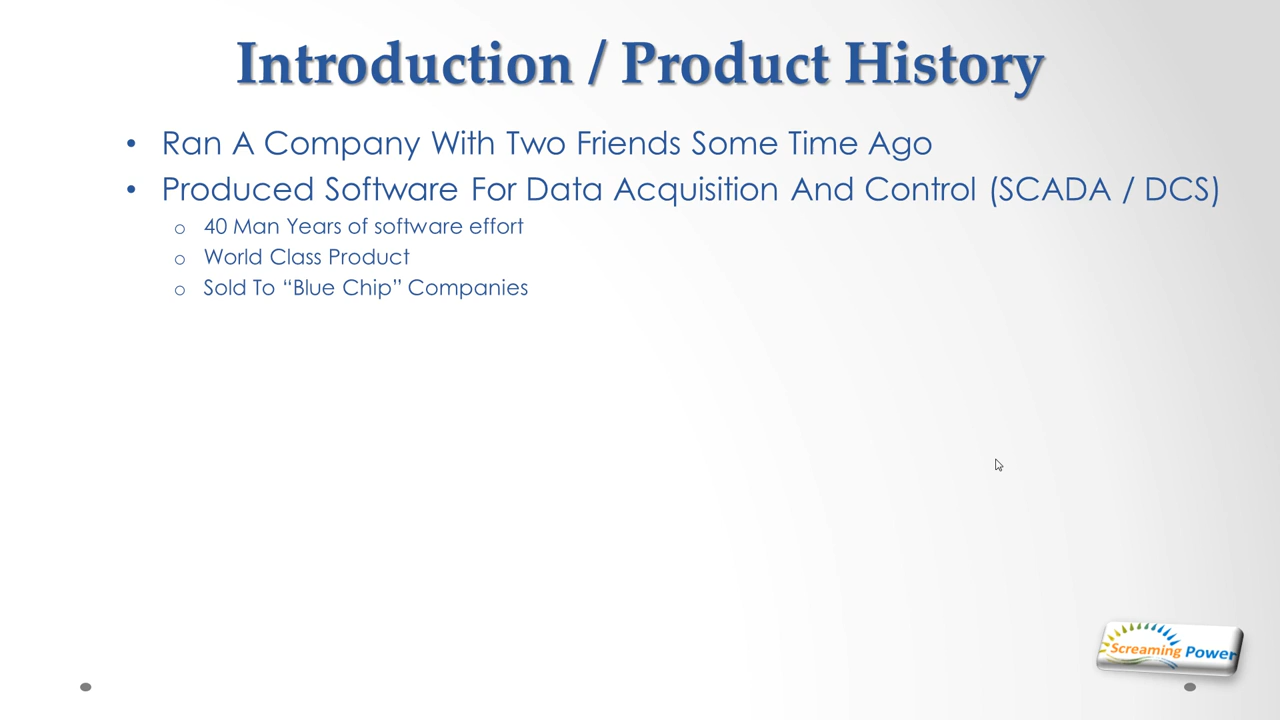 Introduction / Product History
• Ran A Company With Two Friends Some Time Ago
• Produced Software For Data Acquisition And Control (SCADA / DCS)
o 40 Man Years of software effort
o World Class Product
o Sold To “Blue Chip” Companies
Screaming Power